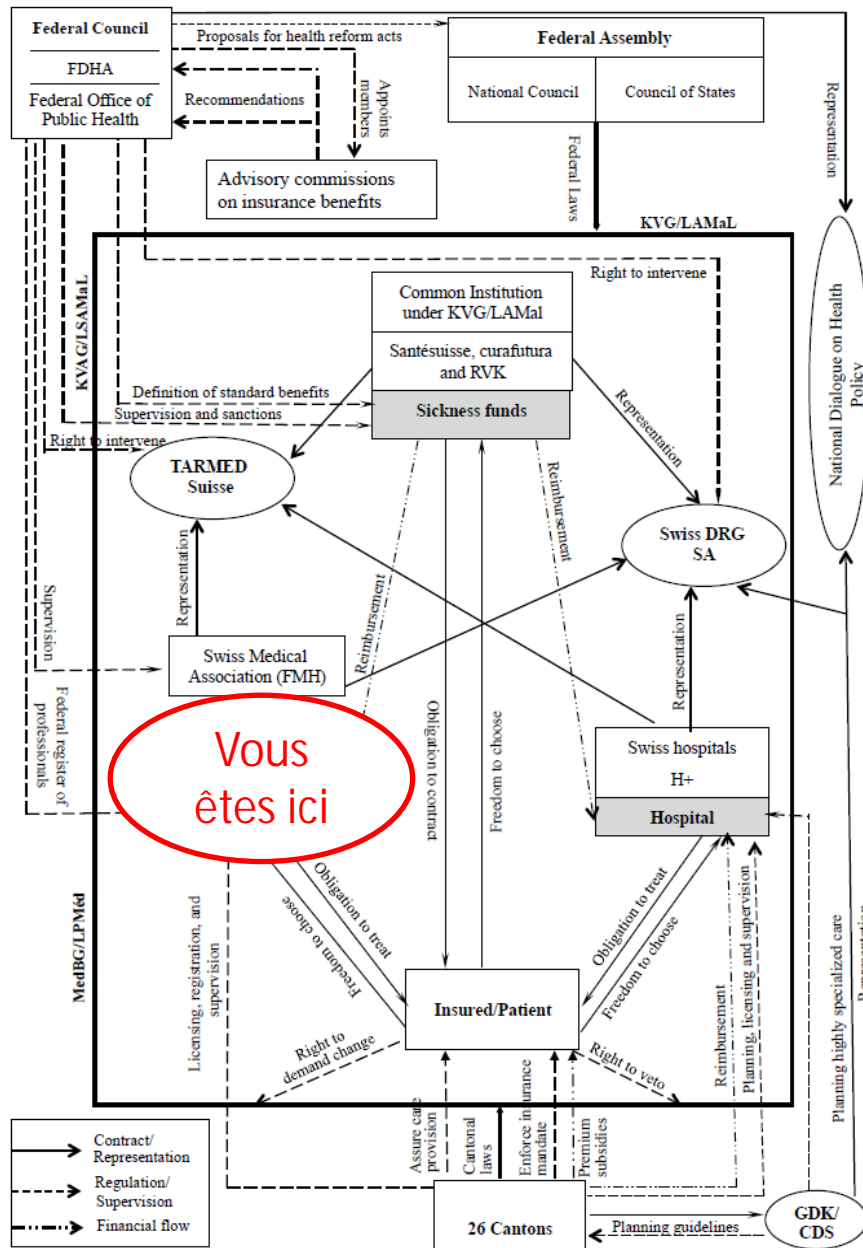 Federal Council
FDHA
Federal Office of
Public Health
Proposals for health reform acts
Federal Assembly
National Council
Council of States
Recommendations
Appoints
members
Advisory commissions
on insurance benefits
Federal Laws
Representation
KVG/LAMaL
KVAG/LSAMaL
Right to intervene
National Dialogue on Health
Policy
Common Institution
under KVG/LAMal
Santésuisse, curafutura
and RVK
Sickness funds
Definition of standard benefits
Supervision and sanctions
Right to intervene
TARMED
Suisse
Representation
Reimbursement
Swiss DRG
SA
Representation
Reimbursement
Representation
Supervision
Swiss Medical
Association (FMH)
Federal register of
professionals
Vous
êtes ici
Obligation to contract
Freedom to choose
Swiss hospitals
H+
Hospital
MedBG/LPMéd
Licensing, registration, and
supervision
Obligation to treat
Freedom to choose
Obligation to treat
Freedom to choose
Insured/Patient
Right to
demand change
Right to veto
Reimbursement
Planning, licensing and supervision
Planning highly specialized care
Representation
Assure care
provision
Cantonal
laws
Enforce insurance
mandate
Premium
subsidies
Contract/
Representation
Regulation/
Supervision
Financial flow
26 Cantons
Planning guidelines
GDK/
CDS